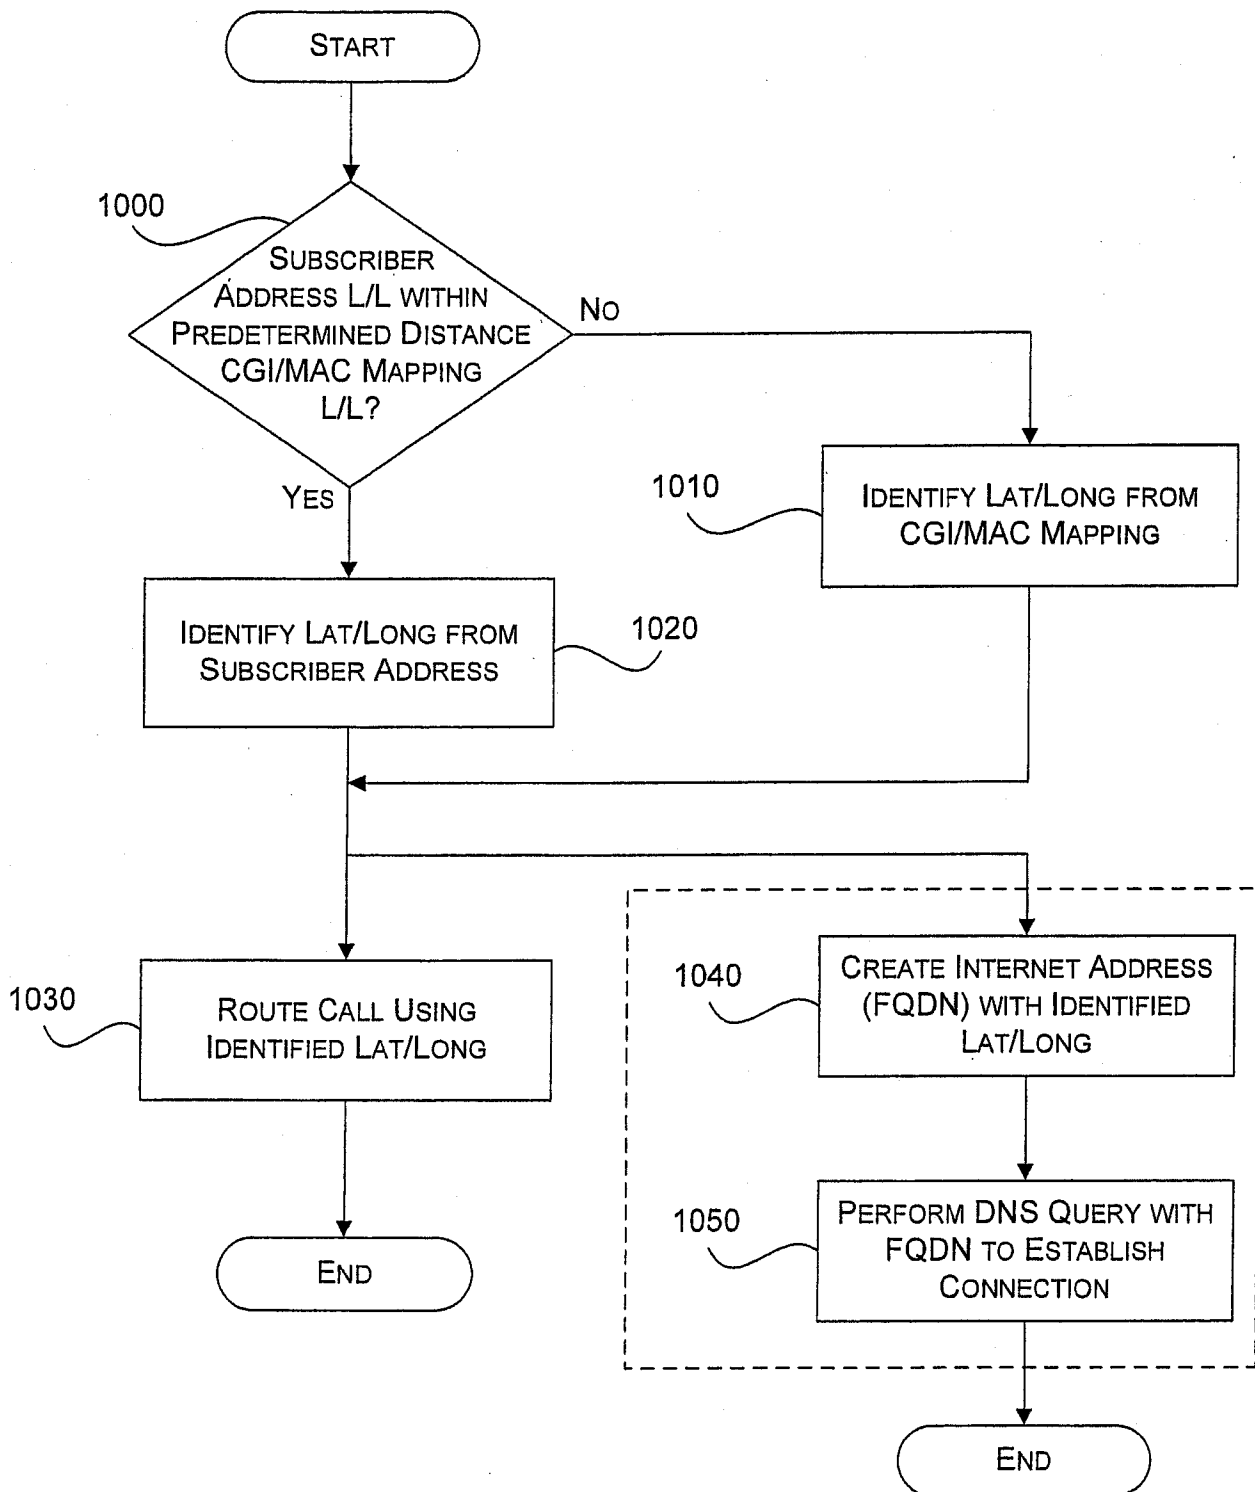 START
1000
SUBSCRIBER
ADDRESS L/L WITHIN
PREDETERMINED DISTANCE
CGI/MAC MAPPING
L/L?
NO
YES
1010
IDENTIFY LAT/LONG FROM
CGI/MAC MAPPING
IDENTIFY LAT/LONG FROM
SUBSCRIBER ADDRESS
1020
1030
ROUTE CALL USING
IDENTIFIED LAT/LONG
1040
CREATE INTERNET ADDRESS
(FQDN) WITH IDENTIFIED
LAT/LONG
1050
PERFORM DNS QUERY WITH
FQDN TO ESTABLISH
CONNECTION
END
END